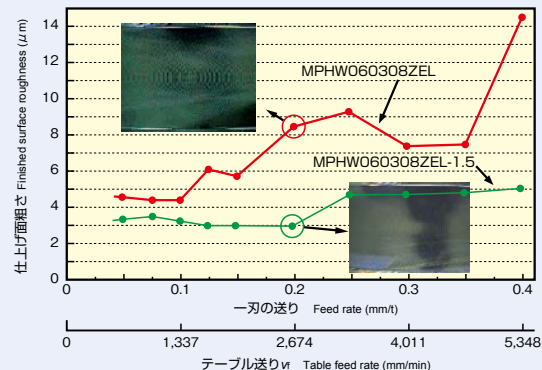 仕上げ面粗さ Finished surface roughness (μm)
14
12
10
8
6
4
2
0
MPHW060308ZEL
MPHW060308ZEL-1.5
0 0.1 0.2 0.3 0.4
一刃の送り Feed rate (mm/t)
0 1,337 2,674 4,011 5,348
テーブル送りvf Table feed rate (mm/min)